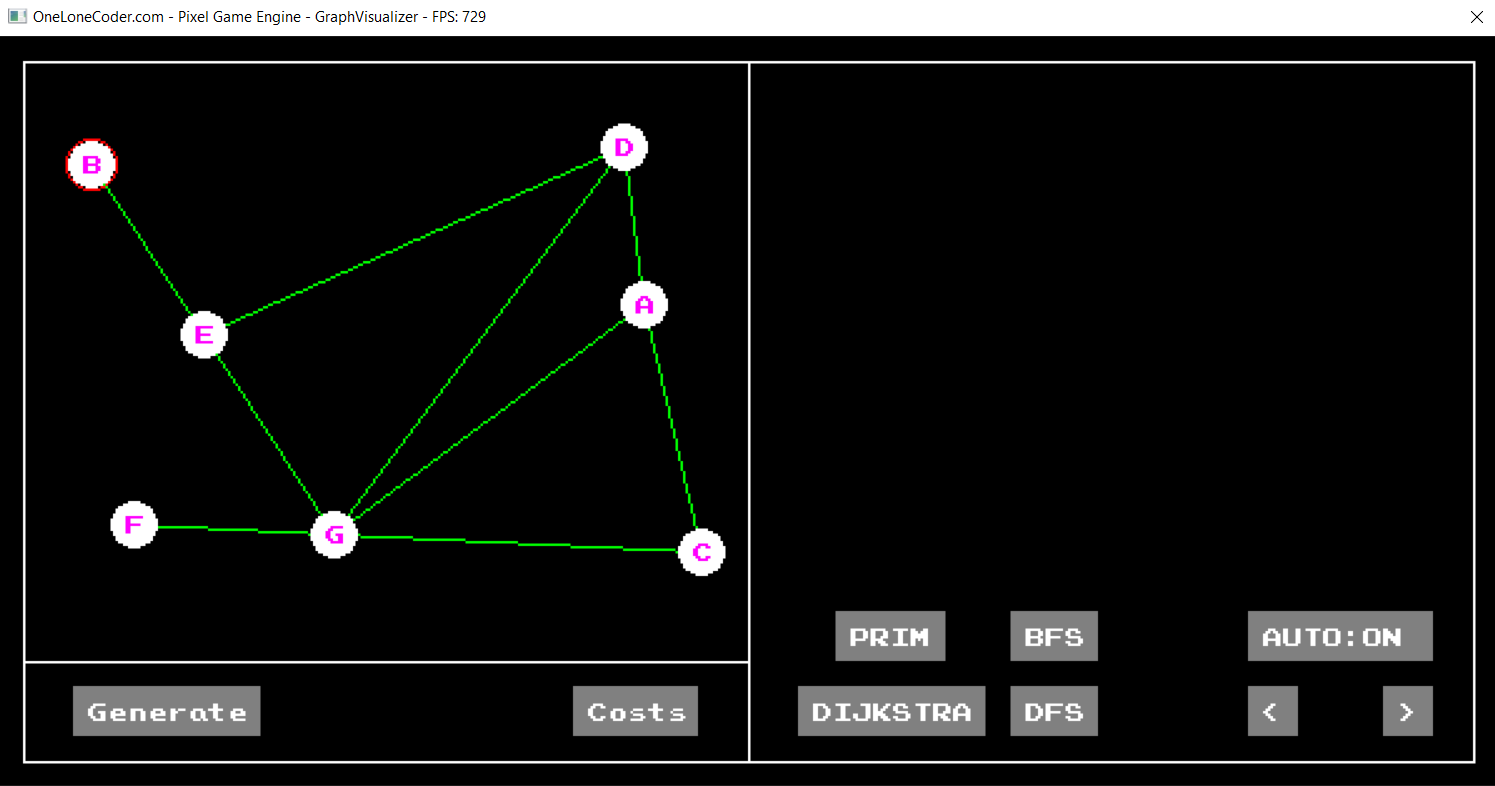 OneLoneCoder.com - Pixel Game Engine - GraphVisualizer - FPS: 729
B
D
A
E
F
G
C
PRIM BFS AUTO:ON
Generate Costs DIJKSTRA DFS < >